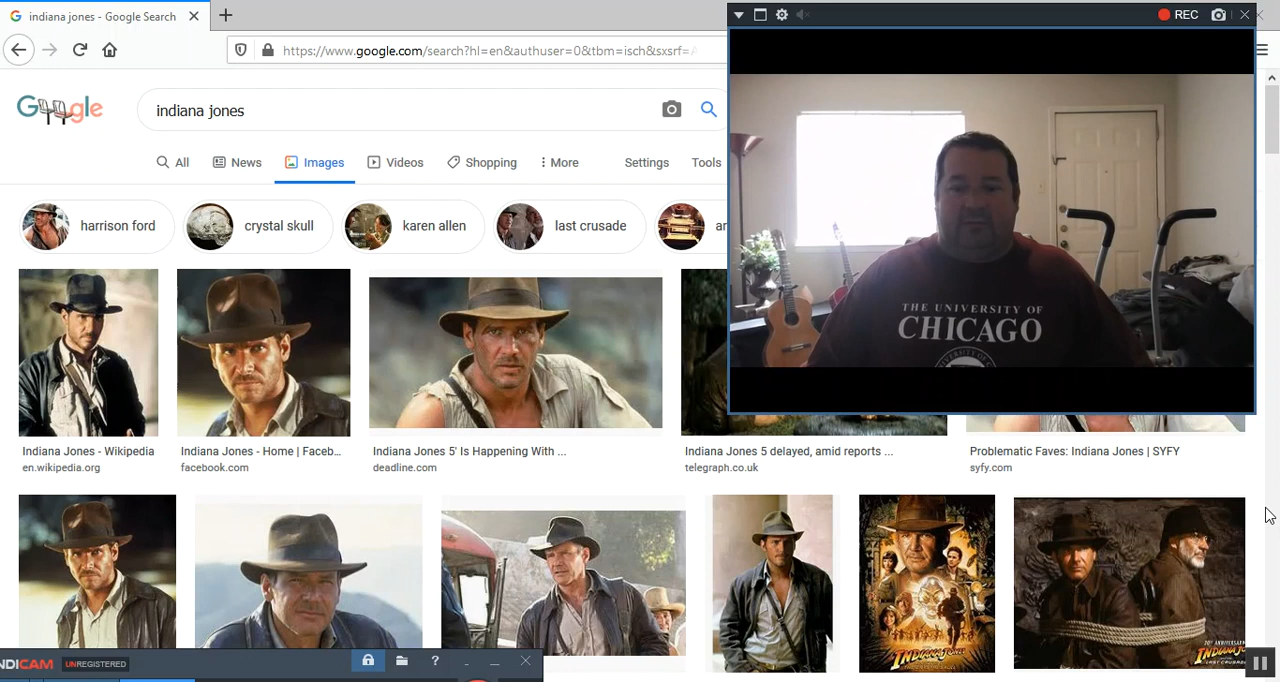 indiana jones - Google Search
REC
https://www.google.com/search?hl=en&authuser=0&tbm=isch&sxsrf=A
Google
indiana jones
All
News
Images
Videos
Shopping
More
Settings
Tools
harrison ford
crystal skull
karen allen
last crusade
ar
THE UNIVERSITY OF
CHICAGO
Indiana Jones - Wikipedia
en.wikipedia.org
Indiana Jones - Home | Faceb...
facebook.com
Indiana Jones 5' Is Happening With ...
deadline.com
Indiana Jones 5 delayed, amid reports ...
telegraph.co.uk
Problematic Faves: Indiana Jones | SYFY
syfy.com
INDIANA JONES
INDIANA JONES
NDICAM
UNREGISTERED
?